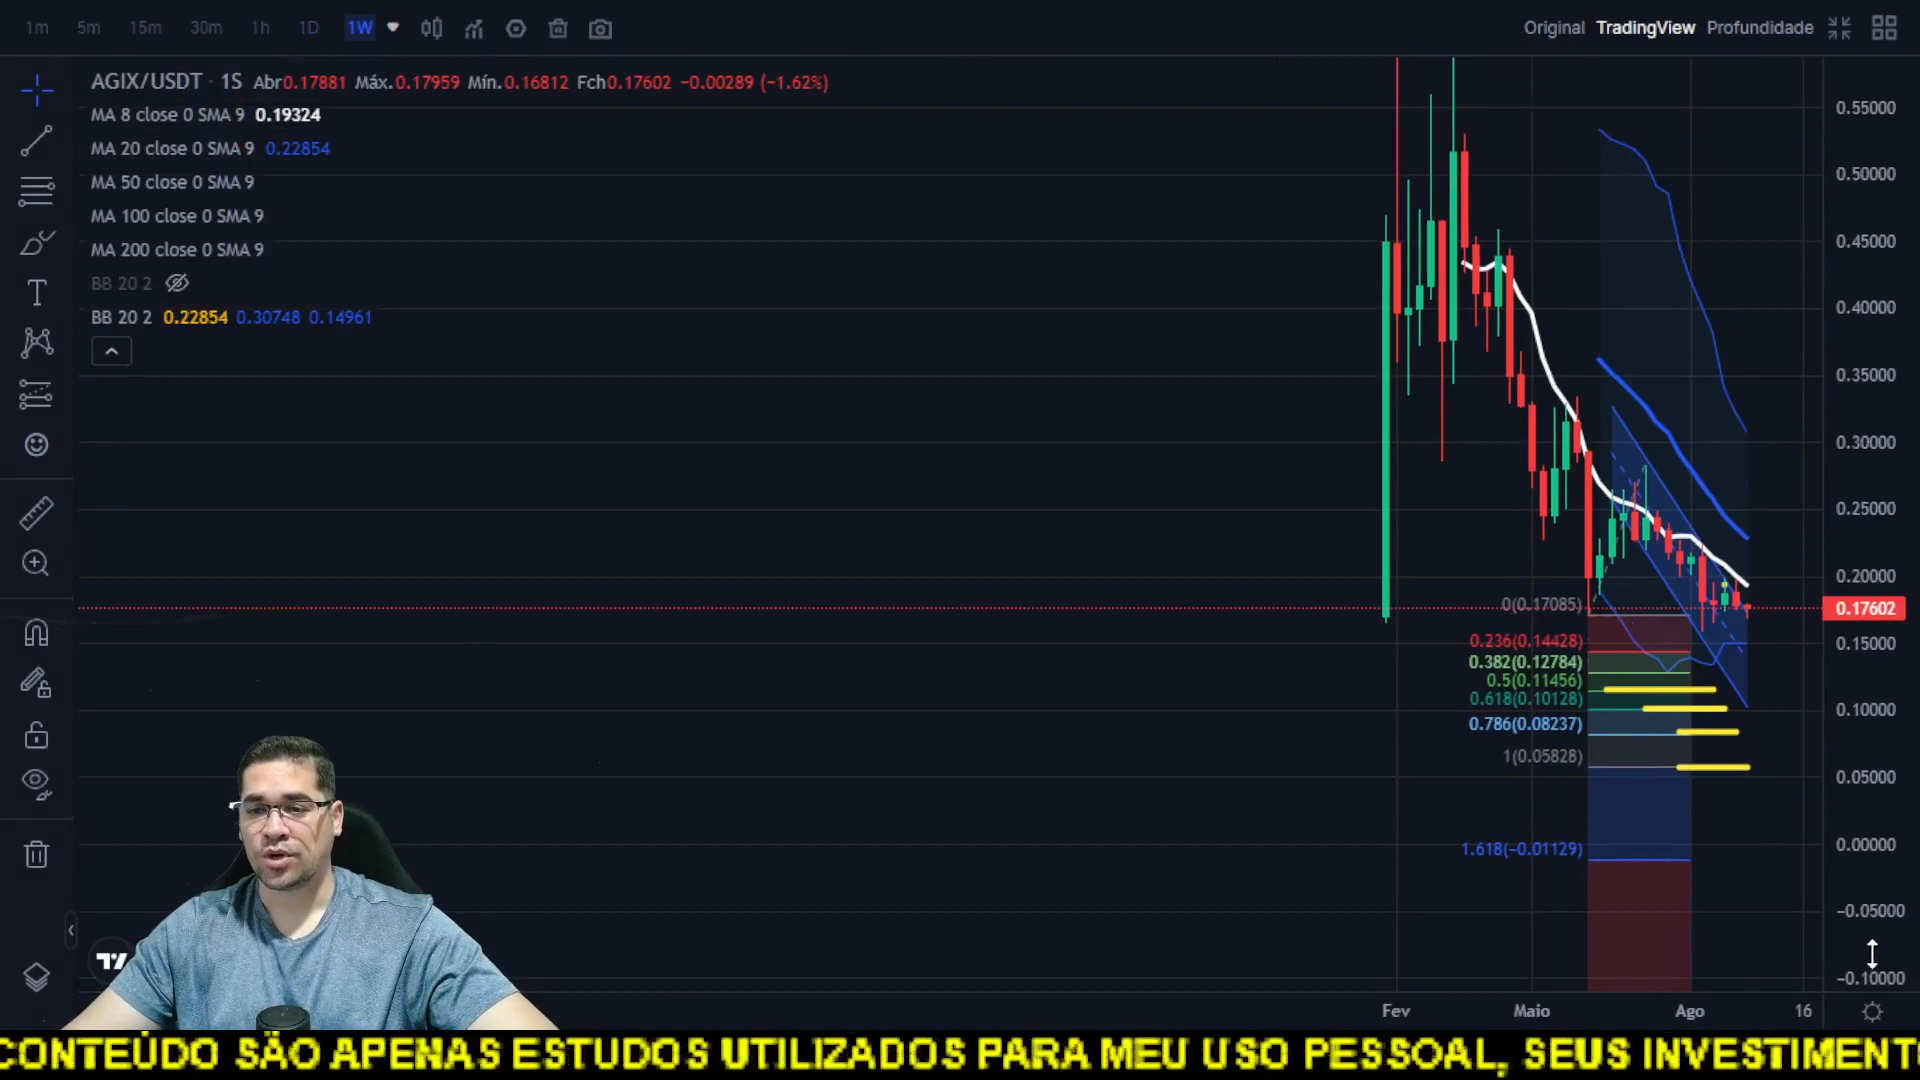 1m 5m 15m 30m 1h 1D 1W Original TradingView Profundidade
AGIX/USDT · 1S Abr0.17881 Máx.0.17959 Mín.0.16812 Fch0.17602 −0.00289 (−1.62%)
MA 8 close 0 SMA 9 0.19324
MA 20 close 0 SMA 9 0.22854
MA 50 close 0 SMA 9
MA 100 close 0 SMA 9
MA 200 close 0 SMA 9
BB 20 2
BB 20 2 0.22854 0.30748 0.14961
0.55000
0.50000
0.45000
0.40000
0.35000
0.30000
0.25000
0.20000
0.17602
0.15000
0.10000
0.05000
0.00000
−0.05000
−0.10000
0(0.17085)
0.236(0.14428)
0.382(0.12784)
0.5(0.11456)
0.618(0.10128)
0.786(0.08237)
1(0.05828)
1.618(−0.01129)
Fev Maio Ago 16
CONTEÚDO SÃO APENAS ESTUDOS UTILIZADOS PARA MEU USO PESSOAL, SEUS INVESTIMENT